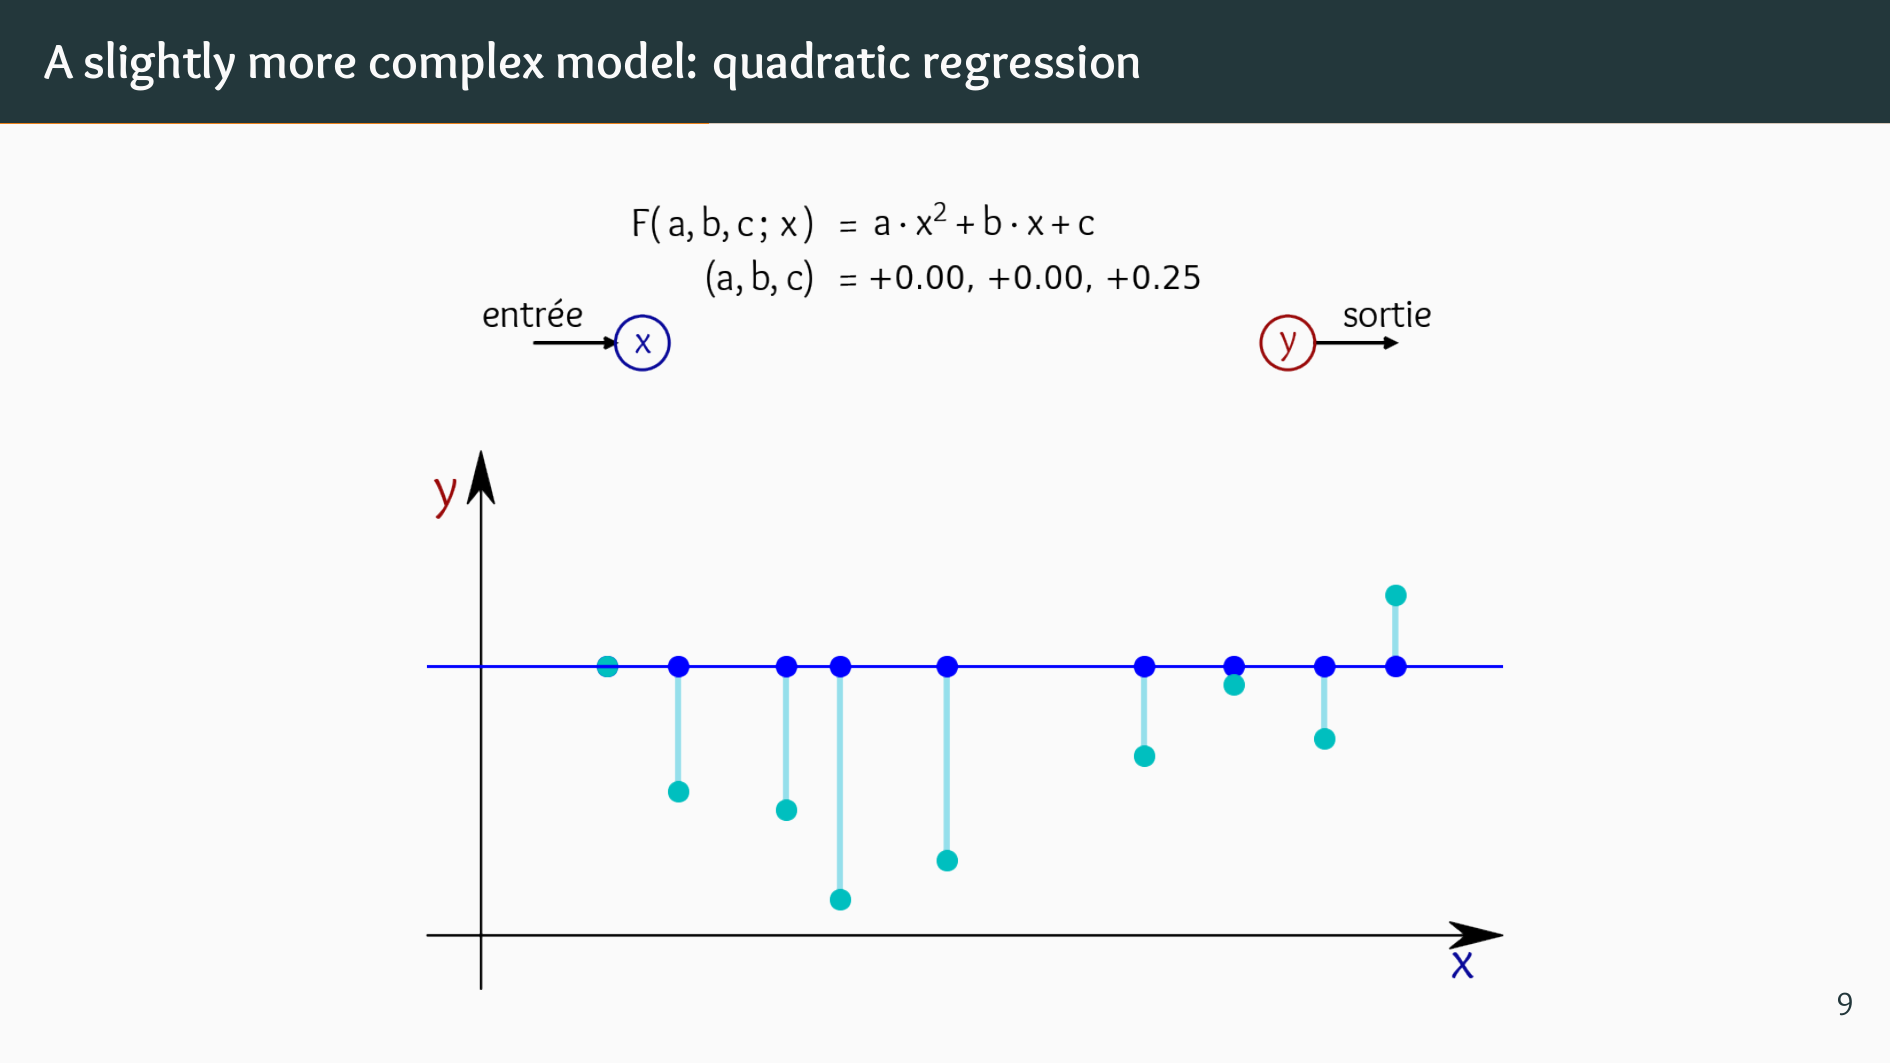 A slightly more complex model: quadratic regression
F( a, b, c ; x ) = a · x² + b · x + c
(a, b, c) = +0.00, +0.00, +0.25
entrée
x
y
sortie
y
x
9